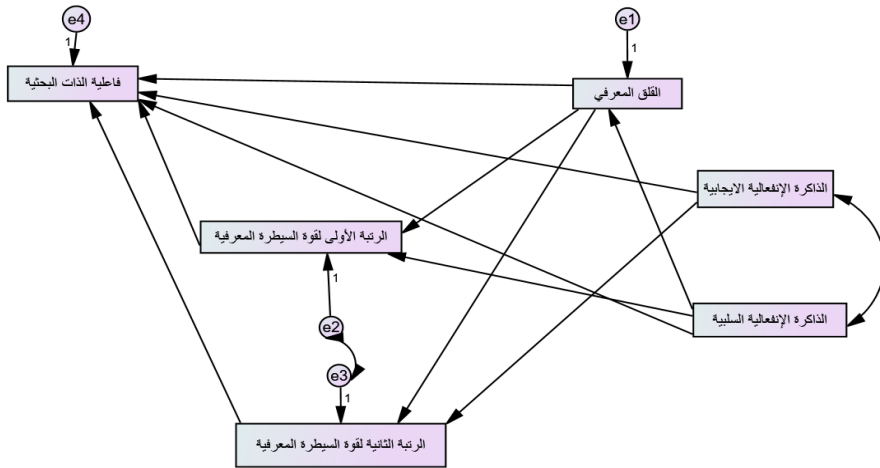 e4
e1
1
1
فاعلية الذات البحثية
القلق المعرفي
الذاكرة الإنفعالية الايجابية
الرتبة الأولى لقوة السيطرة المعرفية
1
الذاكرة الإنفعالية السلبية
e2
e3
1
الرتبة الثانية لقوة السيطرة المعرفية